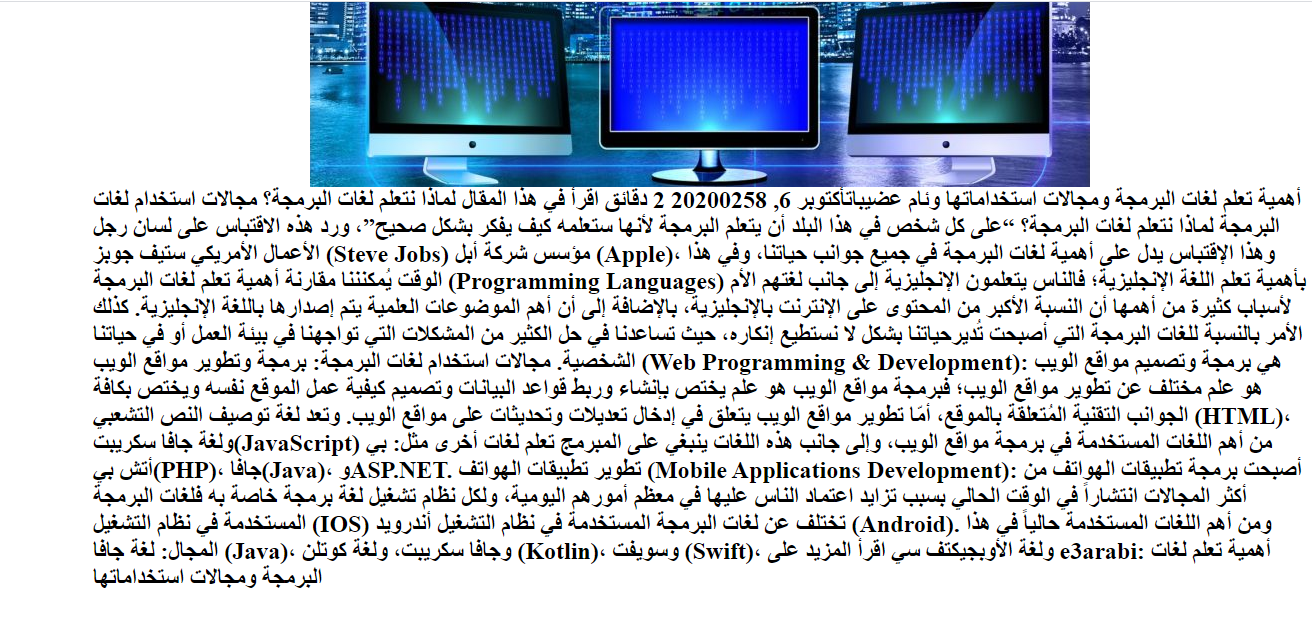 أهمية تعلم لغات البرمجة ومجالات استخداماتها وئام عضيباتأكتوبر 6, 20200258 2 دقائق اقرأ في هذا المقال لماذا نتعلم لغات البرمجة؟ مجالات استخدام لغات
البرمجة لماذا نتعلم لغات البرمجة؟ “على كل شخص في هذا البلد أن يتعلم البرمجة لأنها ستعلمه كيف يفكر بشكل صحيح”، ورد هذه الاقتباس على لسان رجل
الأعمال الأمريكي ستيف جوبز (Steve Jobs) مؤسس شركة أبل (Apple)، وهذا الإقتباس يدل على أهمية لغات البرمجة في جميع جوانب حياتنا، وفي هذا
الوقت يُمكنننا مقارنة أهمية تعلم لغات البرمجة (Programming Languages) بأهمية تعلم اللغة الإنجليزية؛ فالناس يتعلمون الإنجليزية إلى جانب لغتهم الأم
لأسباب كثيرة من أهمها أن النسبة الأكبر من المحتوى على الإنترنت بالإنجليزية، بالإضافة إلى أن أهم الموضوعات العلمية يتم إصدارها باللغة الإنجليزية. كذلك
الأمر بالنسبة للغات البرمجة التي أصبحت تُديرحياتنا بشكل لا نستطيع إنكاره، حيث تساعدنا في حل الكثير من المشكلات التي تواجهنا في بيئة العمل أو في حياتنا
الشخصية. مجالات استخدام لغات البرمجة: برمجة وتطوير مواقع الويب (Web Programming & Development): هي برمجة وتصميم مواقع الويب
هو علم مختلف عن تطوير مواقع الويب؛ فبرمجة مواقع الويب هو علم يختص بإنشاء وربط قواعد البيانات وتصميم كيفية عمل الموقع نفسه ويختص بكافة
الجوانب التقنية المُتعلقة بالموقع، أمّا تطوير مواقع الويب يتعلق في إدخال تعديلات وتحديثات على مواقع الويب. وتعد لغة توصيف النص التشعبي (HTML)،
ولغة جافا سكريبت(JavaScript) من أهم اللغات المستخدمة في برمجة مواقع الويب، وإلى جانب هذه اللغات ينبغي على المبرمج تعلم لغات أخرى مثل: بي
أتش بي(PHP)، جافا(Java)، وASP.NET. تطوير تطبيقات الهواتف (Mobile Applications Development): أصبحت برمجة تطبيقات الهواتف من
أكثر المجالات انتشاراً في الوقت الحالي بسبب تزايد اعتماد الناس عليها في معظم أمورهم اليومية، ولكل نظام تشغيل لغة برمجة خاصة به فلغات البرمجة
المستخدمة في نظام التشغيل (IOS) تختلف عن لغات البرمجة المستخدمة في نظام التشغيل أندرويد (Android). ومن أهم اللغات المستخدمة حالياً في هذا
المجال: لغة جافا (Java)، وجافا سكريبت، ولغة كوتلن (Kotlin)، وسويفت (Swift)، ولغة الأوبجيكتف سي اقرأ المزيد على e3arabi: أهمية تعلم لغات
البرمجة ومجالات استخداماتها